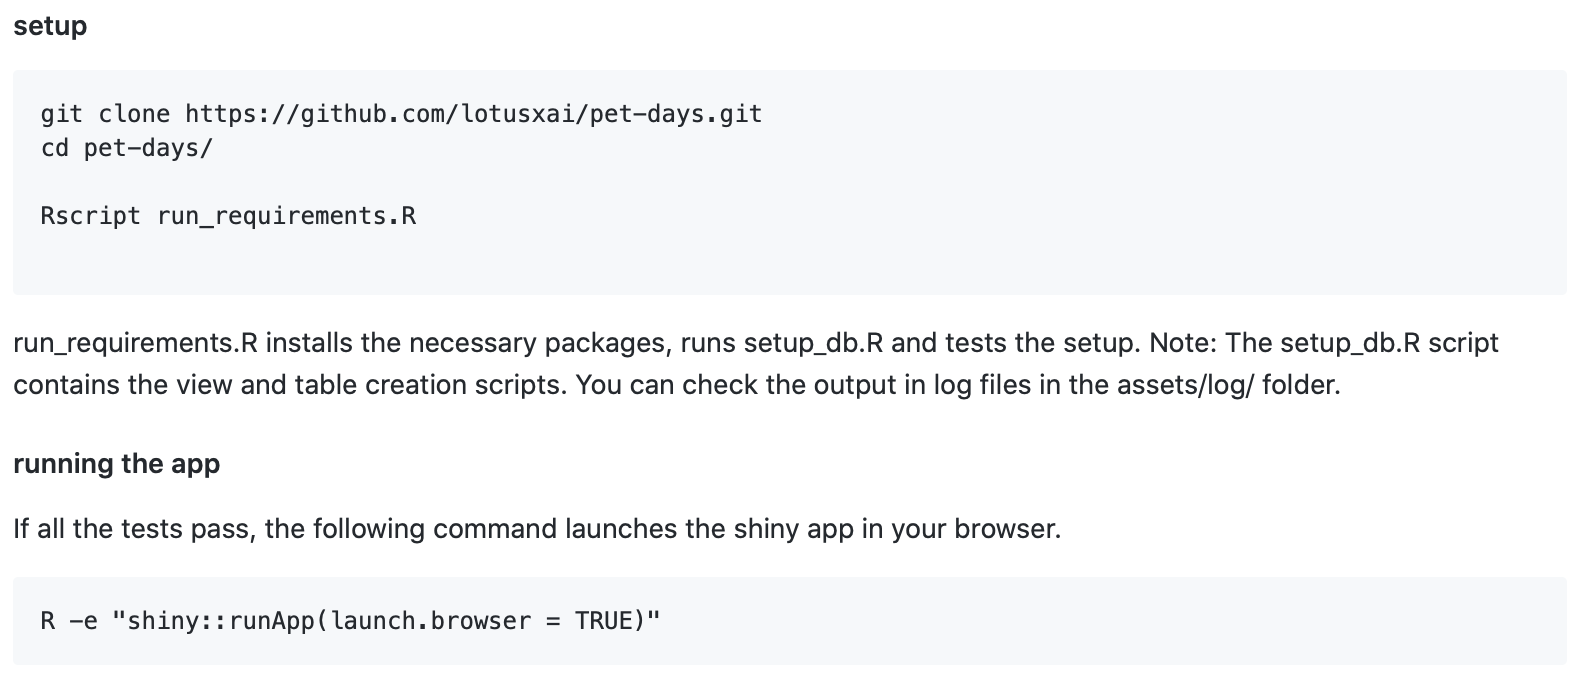 setup
git clone https://github.com/lotusxai/pet-days.git
cd pet-days/
Rscript run_requirements.R
run_requirements.R installs the necessary packages, runs setup_db.R and tests the setup. Note: The setup_db.R script
contains the view and table creation scripts. You can check the output in log files in the assets/log/ folder.
running the app
If all the tests pass, the following command launches the shiny app in your browser.
R -e "shiny::runApp(launch.browser = TRUE)"